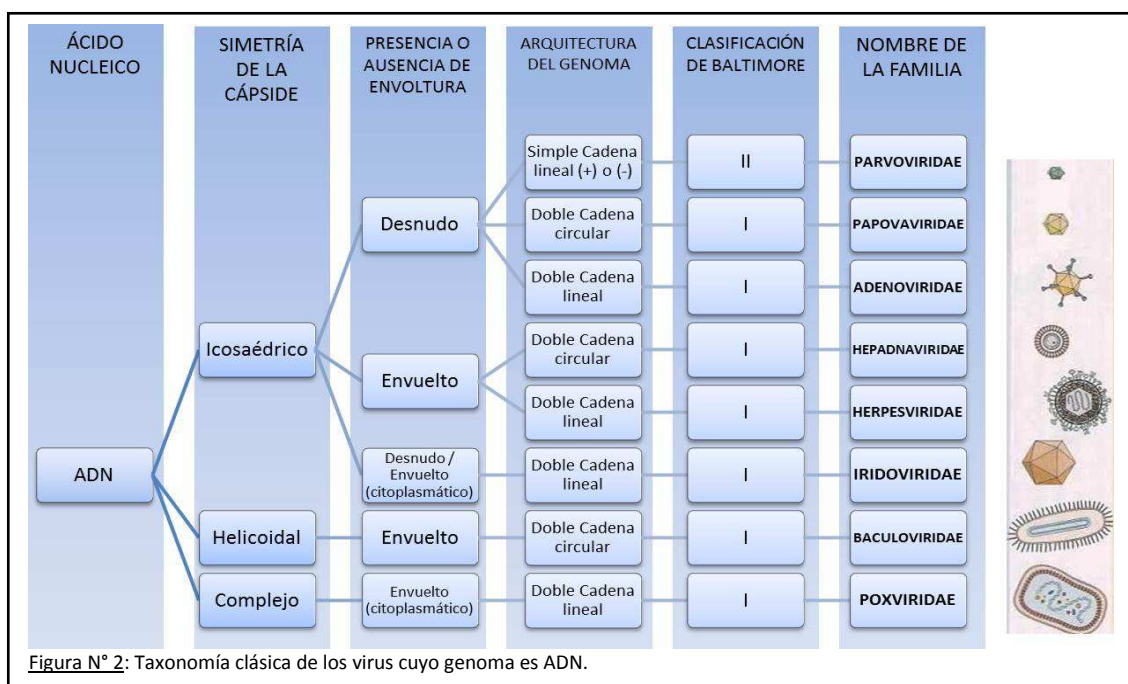 ÁCIDO
NUCLEICO
SIMETRÍA
DE LA
CÁPSIDE
PRESENCIA O
AUSENCIA DE
ENVOLTURA
ARQUITECTURA
DEL GENOMA
CLASIFICACIÓN
DE BALTIMORE
NOMBRE DE
LA FAMILIA
ADN
Icosaédrico
Helicoidal
Complejo
Desnudo
Envuelto
Desnudo /
Envuelto
(citoplasmático)
Envuelto
Envuelto
(citoplasmático)
Simple Cadena
lineal (+) o (-)
II
PARVOVIRIDAE
Doble Cadena
circular
I
PAPOVAVIRIDAE
Doble Cadena
lineal
I
ADENOVIRIDAE
Doble Cadena
circular
I
HEPADNAVIRIDAE
Doble Cadena
lineal
I
HERPESVIRIDAE
Doble Cadena
lineal
I
IRIDOVIRIDAE
Doble Cadena
circular
I
BACULOVIRIDAE
Doble Cadena
lineal
I
POXVIRIDAE
Figura N° 2: Taxonomía clásica de los virus cuyo genoma es ADN.